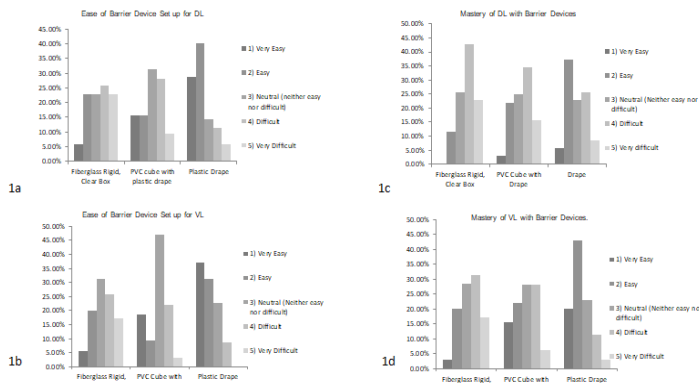 Ease of Barrier Device Set up for DL
45.00%
40.00%
35.00%
30.00%
25.00%
20.00%
15.00%
10.00%
5.00%
0.00%
Fiberglass Rigid,
Clear Box
PVC cube with
plastic drape
Plastic Drape
1) Very Easy
2) Easy
3) Neutral (neither easy
nor difficult)
4) Difficult
5) Very Difficult
1a
Mastery of DL with Barrier Devices
50.00%
45.00%
40.00%
35.00%
30.00%
25.00%
20.00%
15.00%
10.00%
5.00%
0.00%
Fiberglass Rigid,
Clear Box
PVC Cube with
Drape
Drape
1) Very Easy
2) Easy
3) Neutral (Neither easy nor
difficult)
4) Difficult
5) Very difficult
1c
Ease of Barrier Device Set up for VL
50.00%
45.00%
40.00%
35.00%
30.00%
25.00%
20.00%
15.00%
10.00%
5.00%
0.00%
Fiberglass Rigid,
PVC Cube with
Plastic Drape
1) Very Easy
2) Easy
3) Neutral (Neither easy
nor difficult)
4) Difficult
5) Very Difficult
1b
Mastery of VL with Barrier Devices.
50.00%
45.00%
40.00%
35.00%
30.00%
25.00%
20.00%
15.00%
10.00%
5.00%
0.00%
Fiberglass Rigid,
PVC Cube with
Plastic Drape
1) Very Easy
2) Easy
3) Neutral (Neither easy no
difficult)
4) Difficult
5) Very Difficult
1d